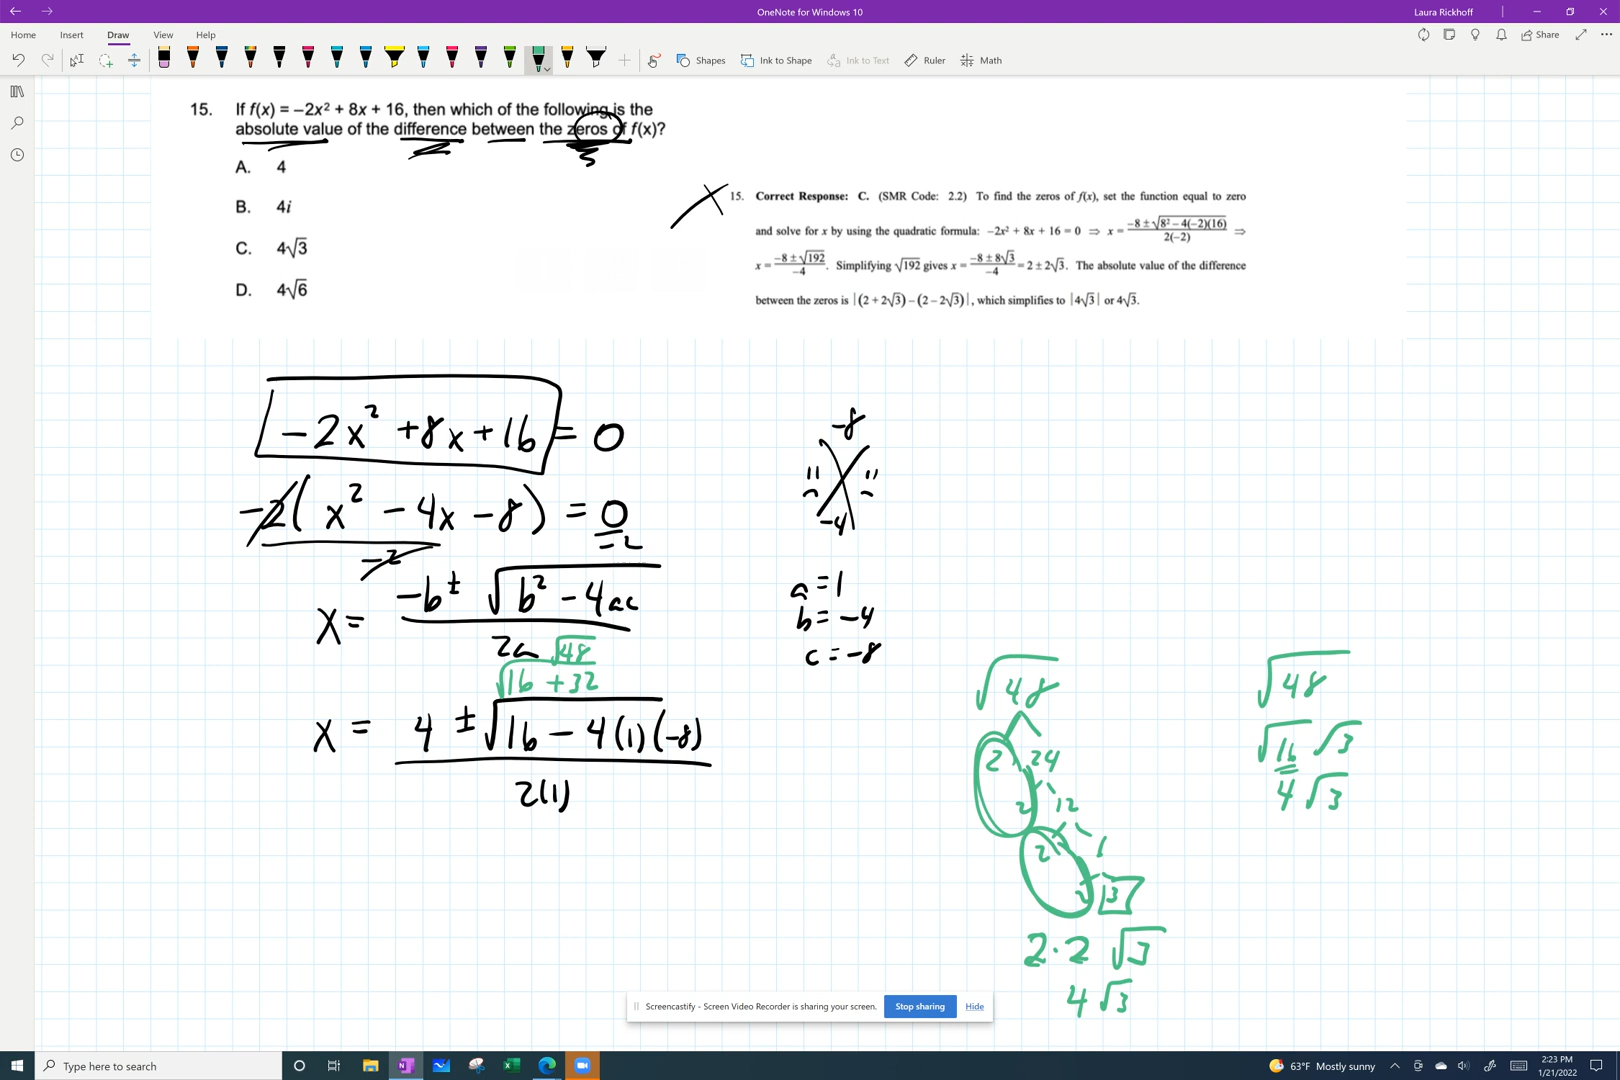 OneNote for Windows 10
Laura Rickhoff
Home Insert Draw View Help
Share
Shapes Ink to Shape Ink to Text Ruler Math
15. If f(x) = −2x² + 8x + 16, then which of the following is the
absolute value of the difference between the zeros of f(x)?
A. 4
B. 4i
C. 4√3
D. 4√6
15. Correct Response: C. (SMR Code: 2.2) To find the zeros of f(x), set the function equal to zero
and solve for x by using the quadratic formula: −2x² + 8x + 16 = 0 ⇒ x = (−8 ± √(8² − 4(−2)(16)))/(2(−2)) ⇒
x = (−8 ± √192)/−4. Simplifying √192 gives x = (−8 ± 8√3)/−4 = 2 ± 2√3. The absolute value of the difference
between the zeros is |(2 + 2√3) − (2 − 2√3)|, which simplifies to |4√3| or 4√3.
−2x² + 8x + 16 = 0
−2(x² − 4x − 8) = 0
−2
−2
x = −b ± √b² − 4ac
2a
√48
√16 + 32
x = 4 ± √16 − 4(1)(−8)
2(1)
−8
−4
a = 1
b = −4
c = −8
√48
2 24
2 12
2
2 3
2·2 √3
4√3
√48
√16 √3
4√3
Screencastify - Screen Video Recorder is sharing your screen. Stop sharing Hide
Type here to search
63°F Mostly sunny
2:23 PM
1/21/2022